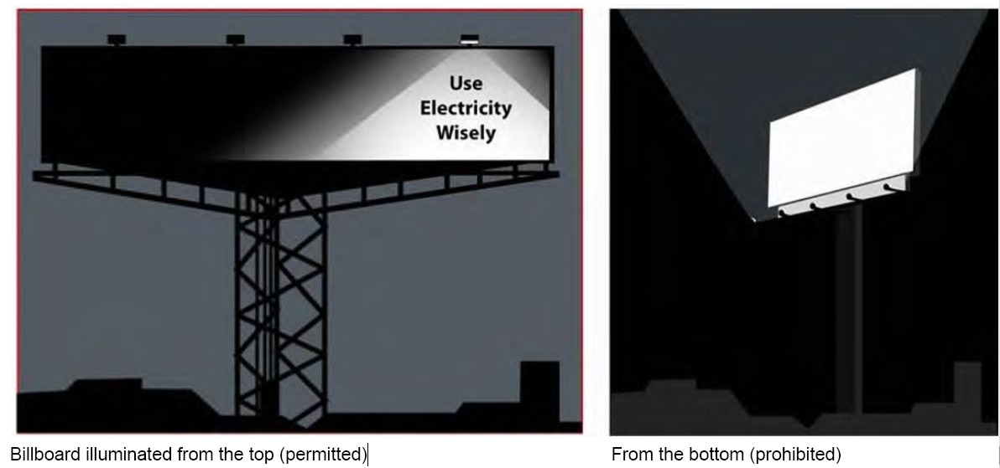 Use
Electricity
Wisely
Billboard illuminated from the top (permitted)
From the bottom (prohibited)